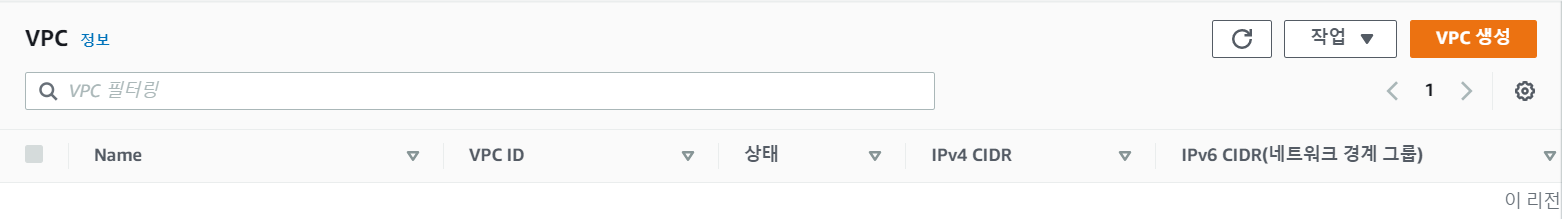 VPC 정보
작업 VPC 생성
VPC 필터링
1
Name VPC ID 상태 IPv4 CIDR IPv6 CIDR(네트워크 경계 그룹)
이 리전